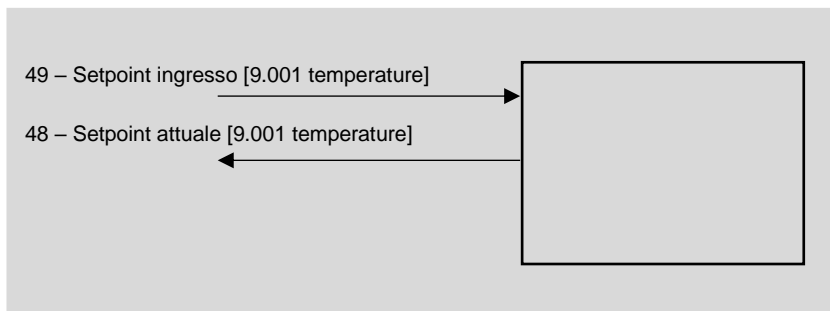 49 – Setpoint ingresso [9.001 temperature]
48 – Setpoint attuale [9.001 temperature]